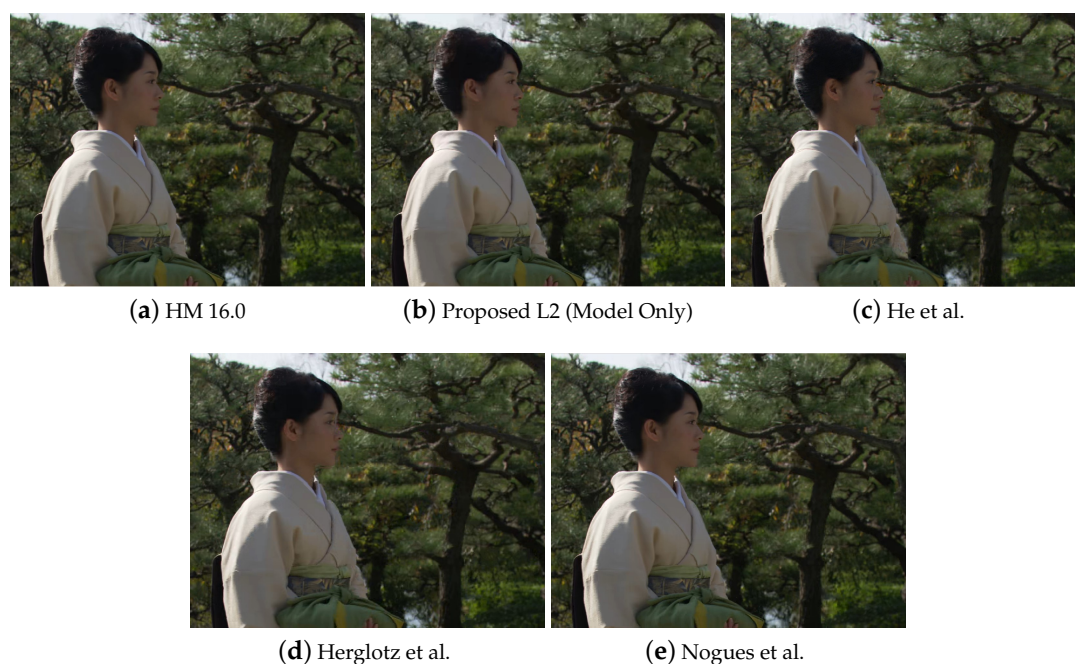 (a) HM 16.0
(b) Proposed L2 (Model Only)
(c) He et al.
(d) Herglotz et al.
(e) Nogues et al.